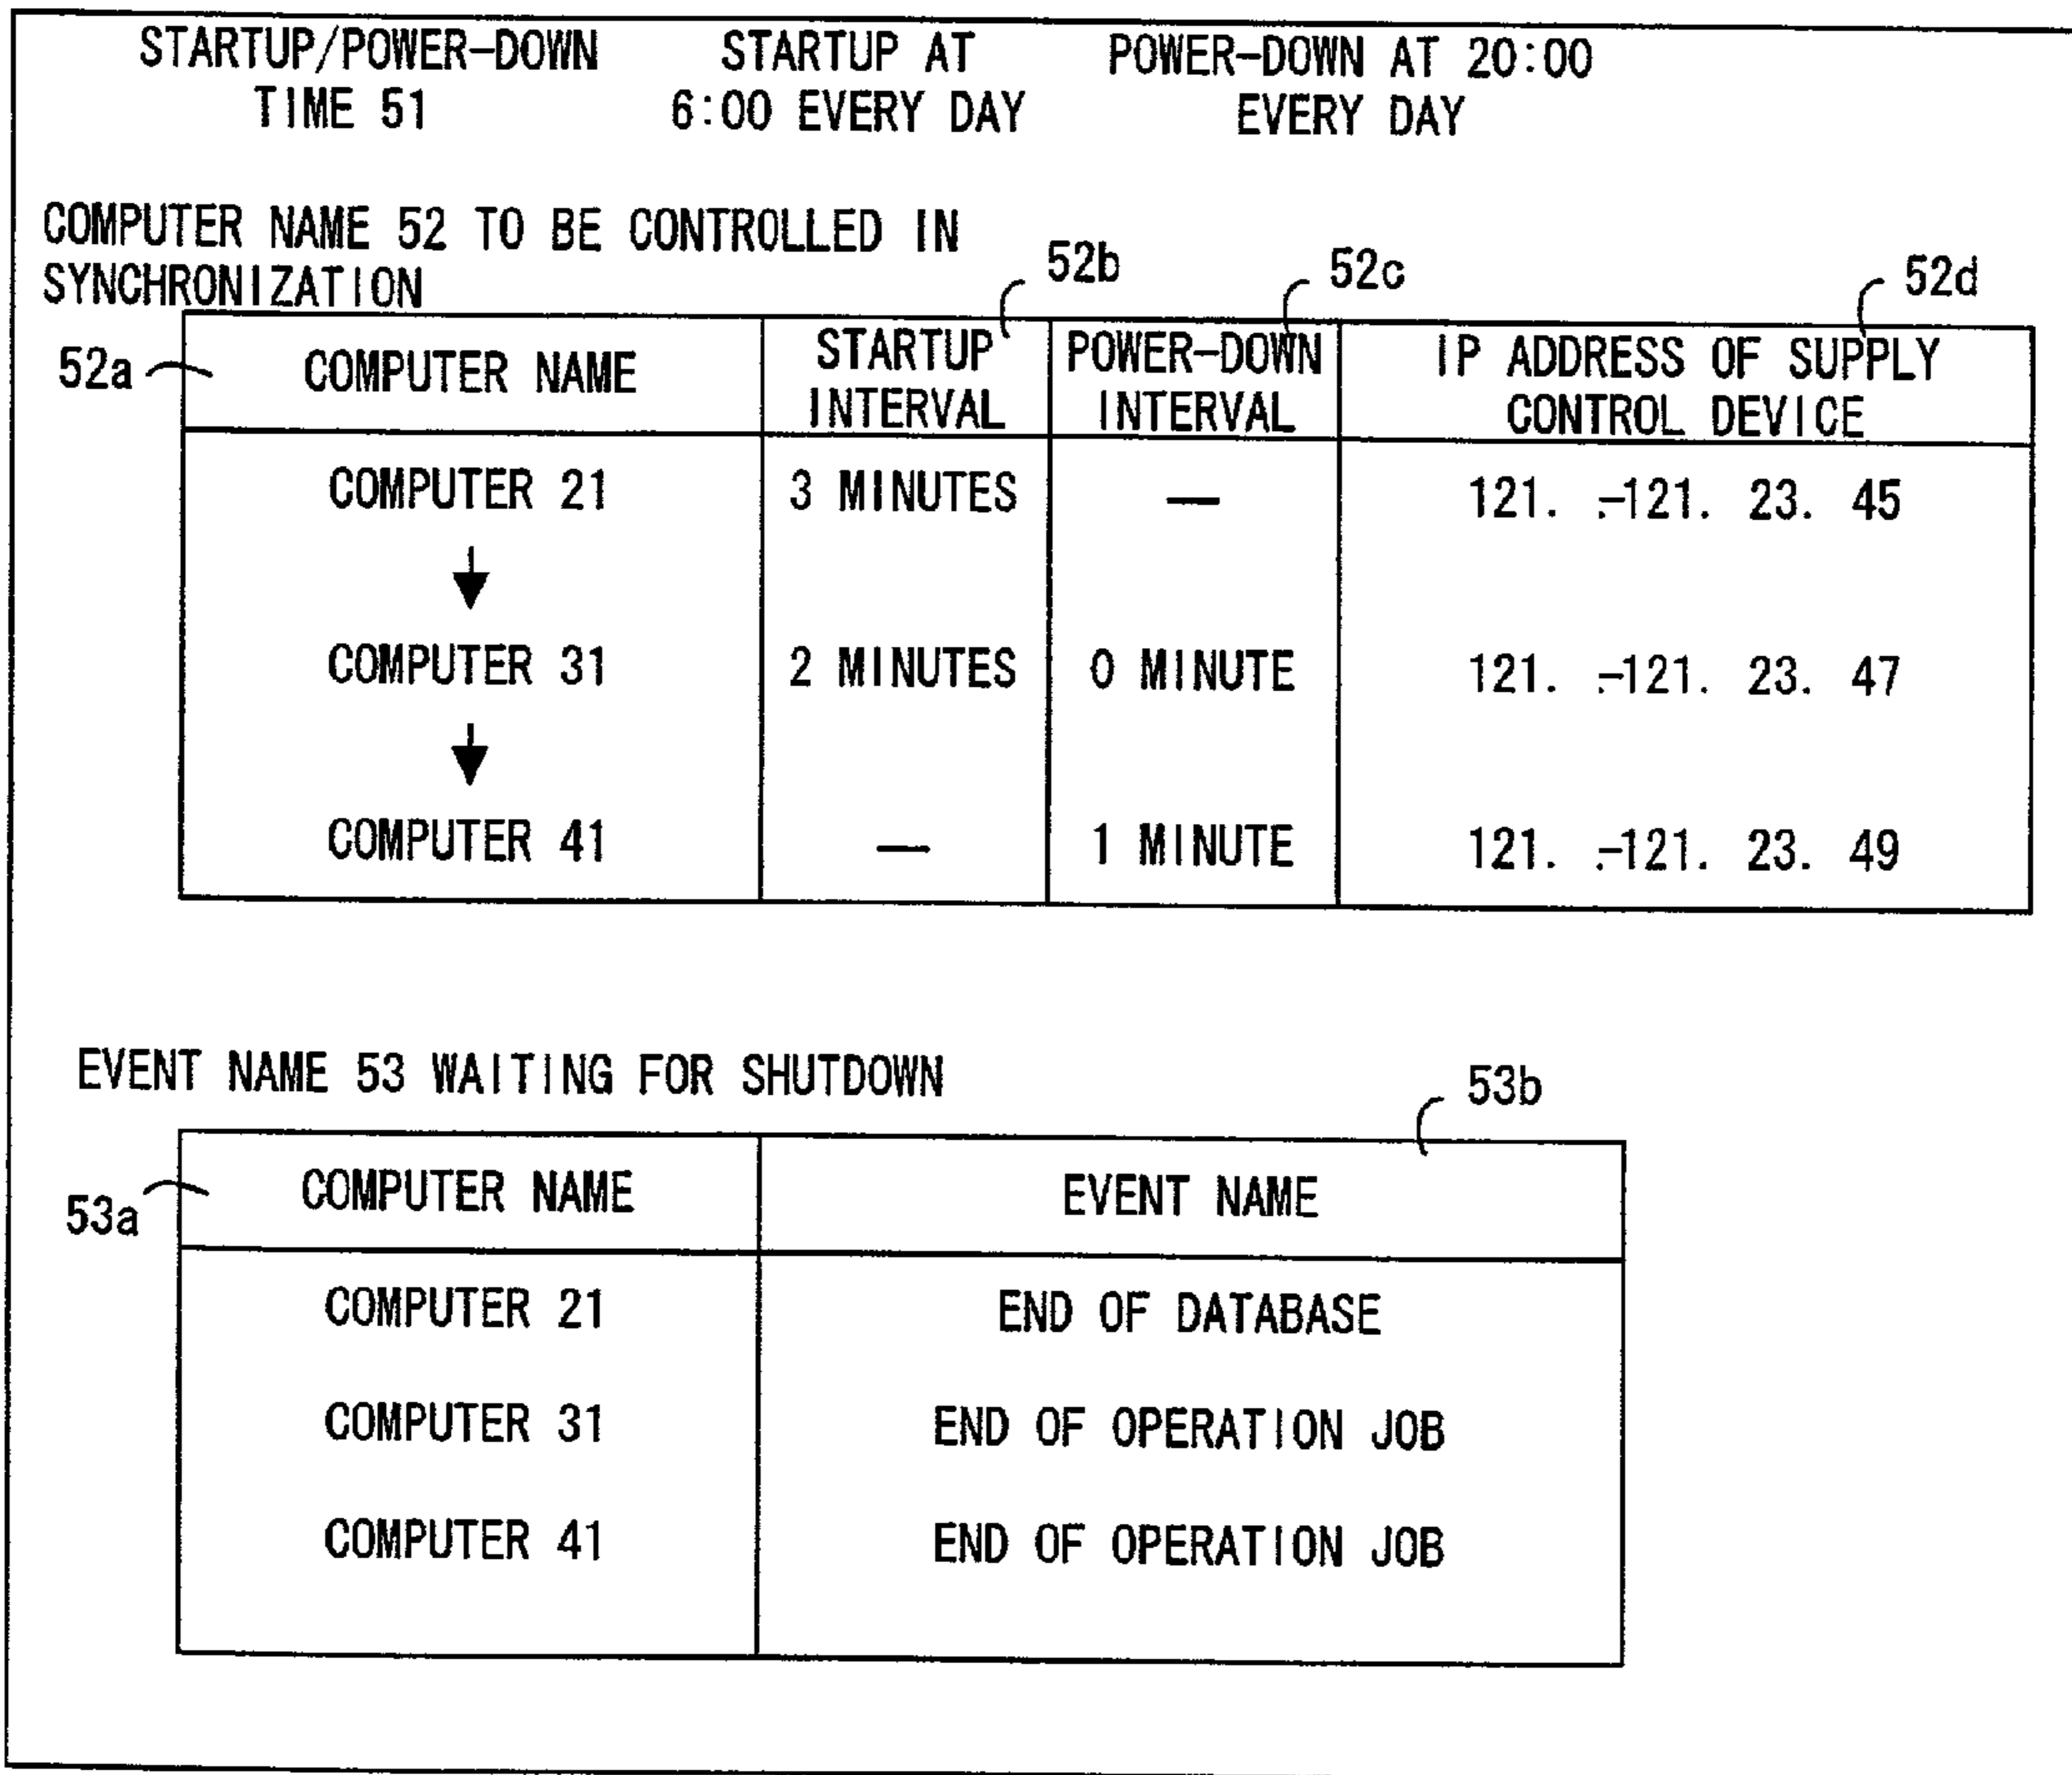 STARTUP/POWER-DOWN TIME 51
STARTUP AT 6:00 EVERY DAY
POWER-DOWN AT 20:00 EVERY DAY
COMPUTER NAME 52 TO BE CONTROLLED IN
SYNCHRONIZATION
52b
52c
52d
52a
COMPUTER NAME
STARTUP INTERVAL
POWER-DOWN INTERVAL
IP ADDRESS OF SUPPLY CONTROL DEVICE
COMPUTER 21 3 MINUTES — 121. .-121. 23. 45
COMPUTER 31 2 MINUTES 0 MINUTE 121. .-121. 23. 47
COMPUTER 41 — 1 MINUTE 121. .-121. 23. 49
EVENT NAME 53 WAITING FOR SHUTDOWN
53b
53a
COMPUTER NAME EVENT NAME
COMPUTER 21 END OF DATABASE
COMPUTER 31 END OF OPERATION JOB
COMPUTER 41 END OF OPERATION JOB